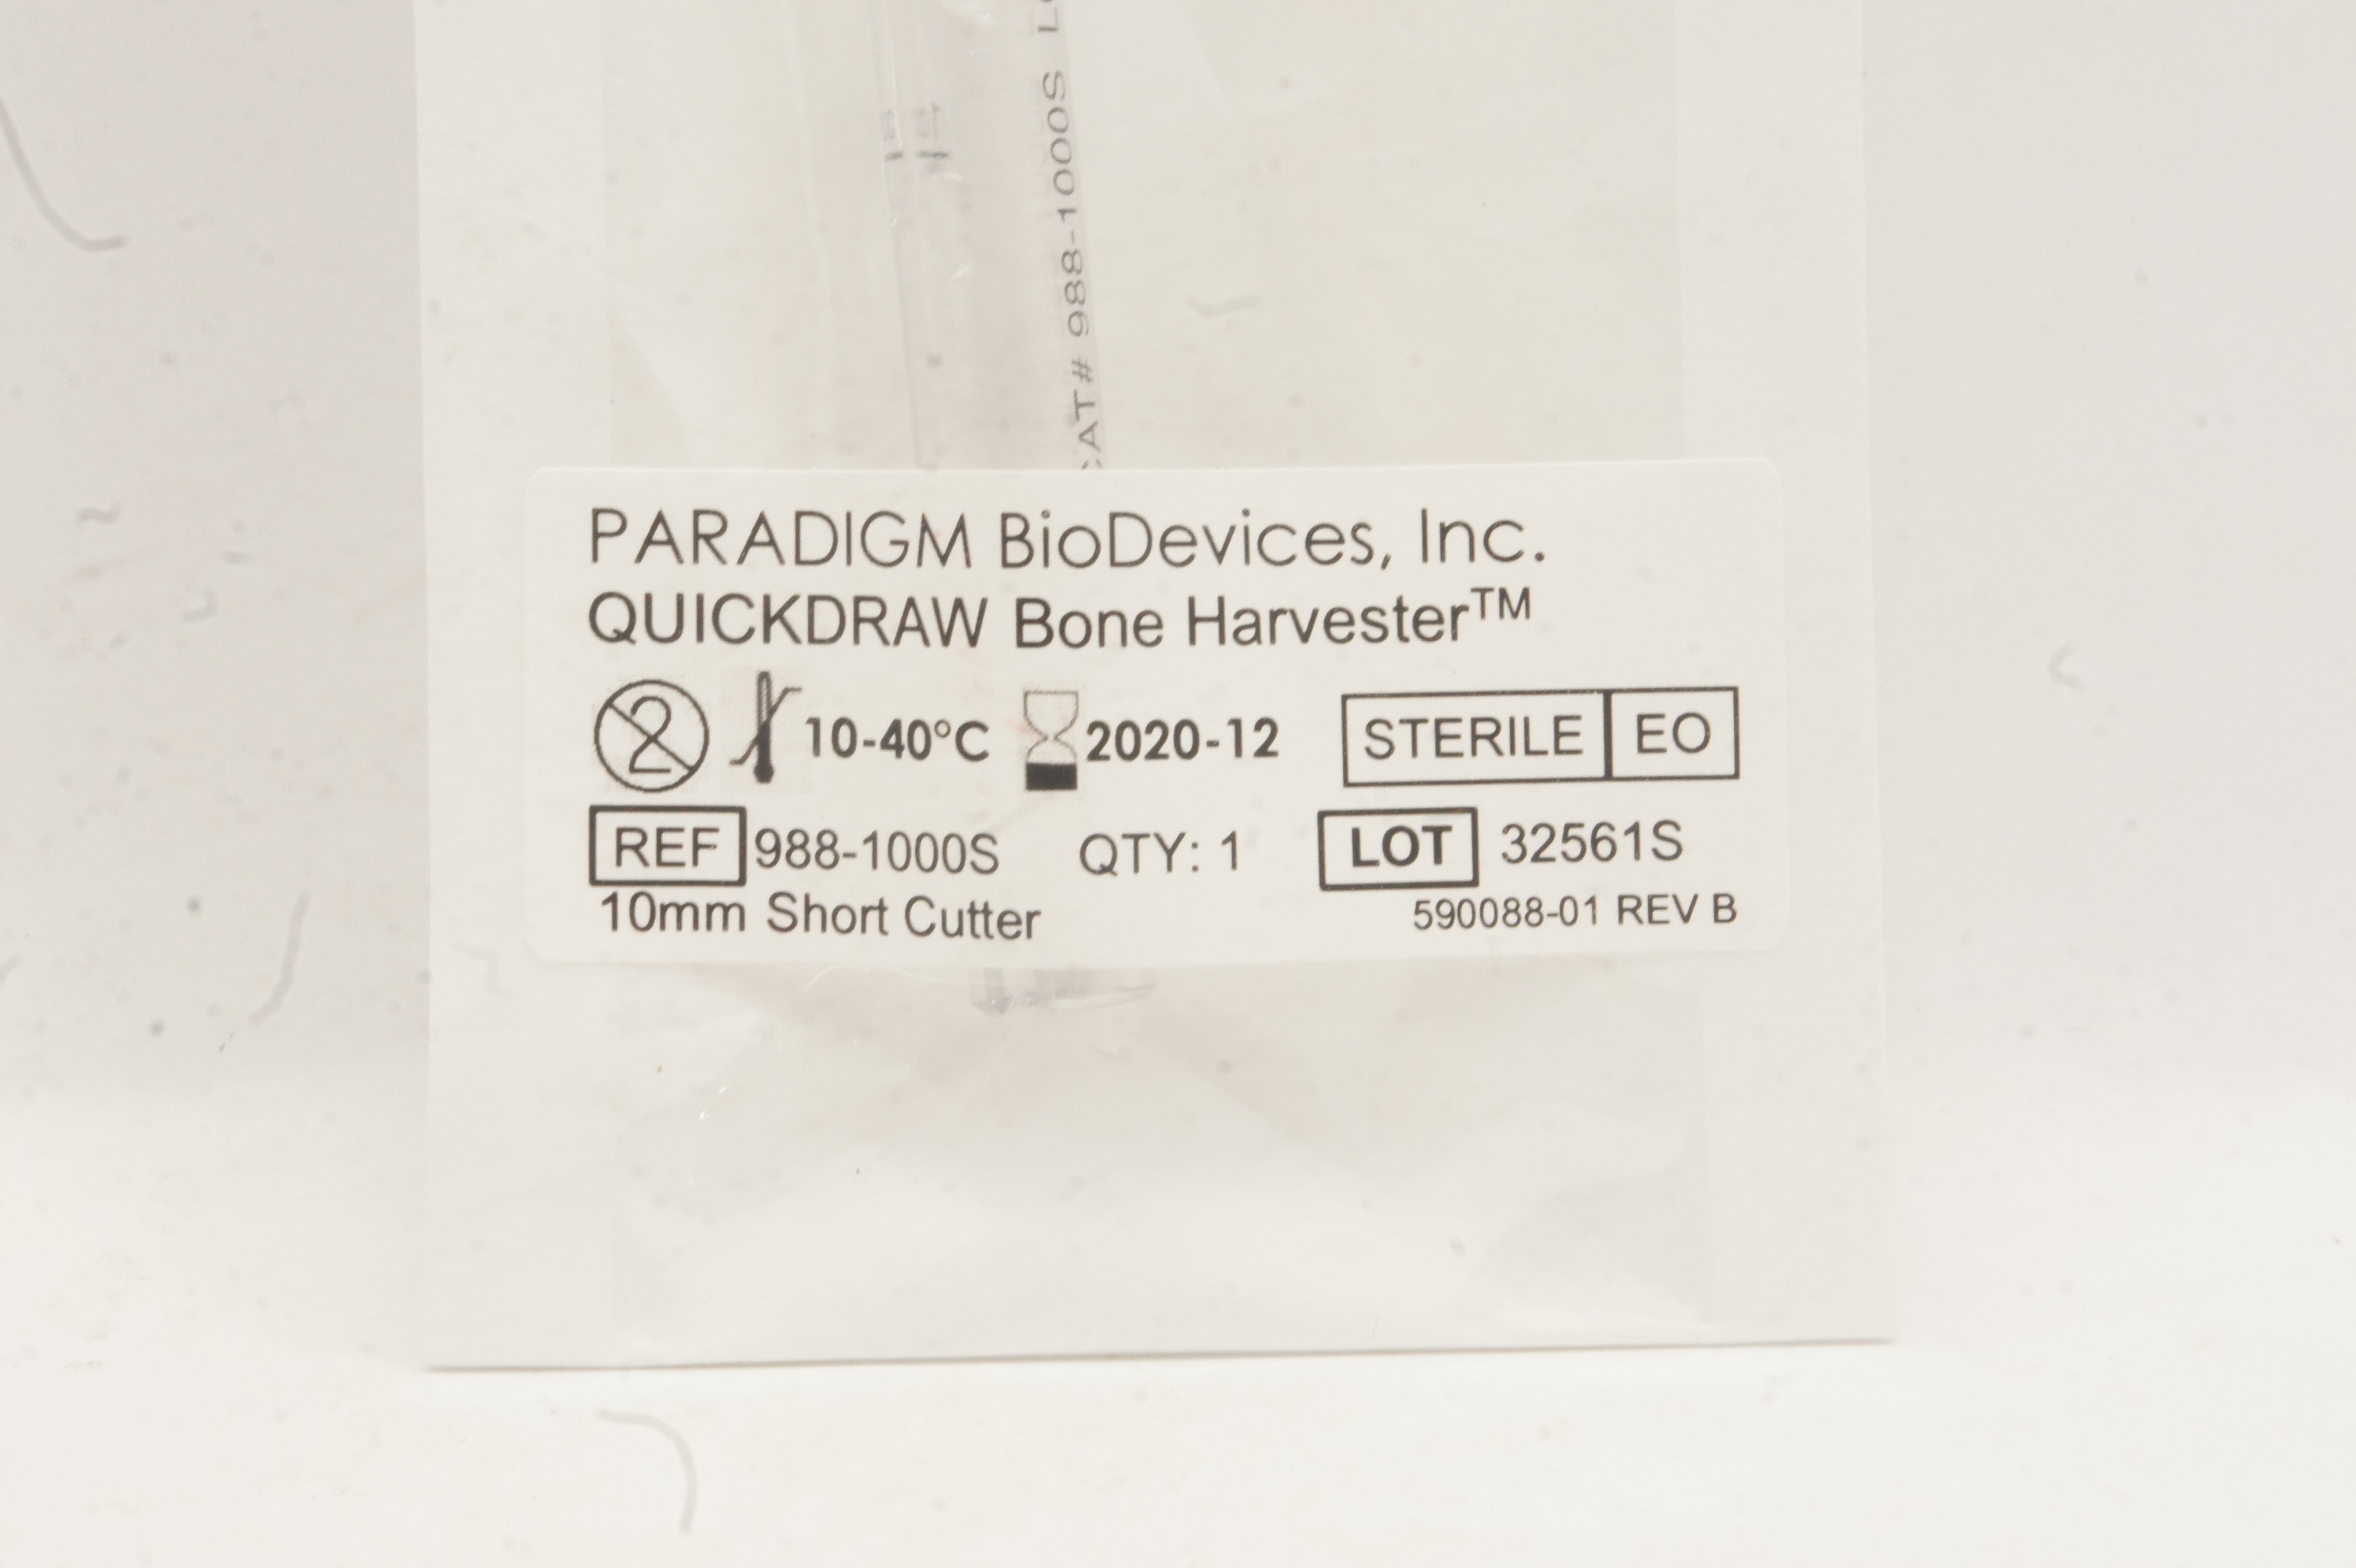 CAT# 988-1000S
PARADIGM BioDevices, Inc.
QUICKDRAW Bone Harvester™
2 10-40°C 2020-12 STERILE EO
REF 988-1000S QTY: 1 LOT 32561S
10mm Short Cutter 590088-01 REV B